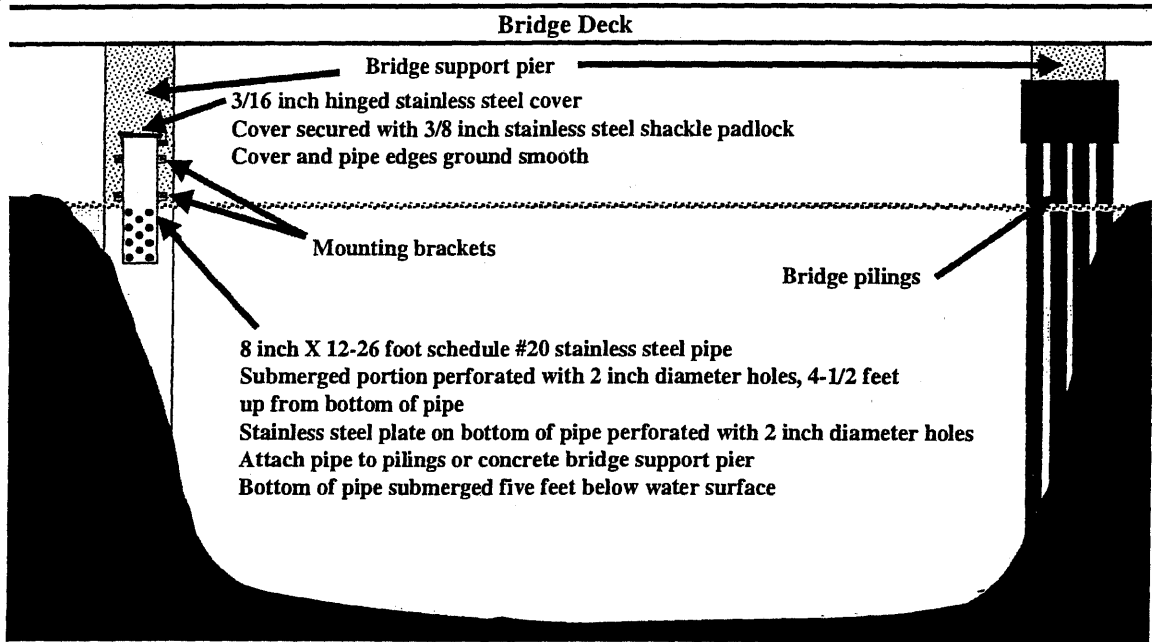 Bridge Deck
Bridge support pier
3/16 inch hinged stainless steel cover
Cover secured with 3/8 inch stainless steel shackle padlock
Cover and pipe edges ground smooth
Mounting brackets
Bridge pilings
8 inch X 12-26 foot schedule #20 stainless steel pipe
Submerged portion perforated with 2 inch diameter holes, 4-1/2 feet
up from bottom of pipe
Stainless steel plate on bottom of pipe perforated with 2 inch diameter holes
Attach pipe to pilings or concrete bridge support pier
Bottom of pipe submerged five feet below water surface